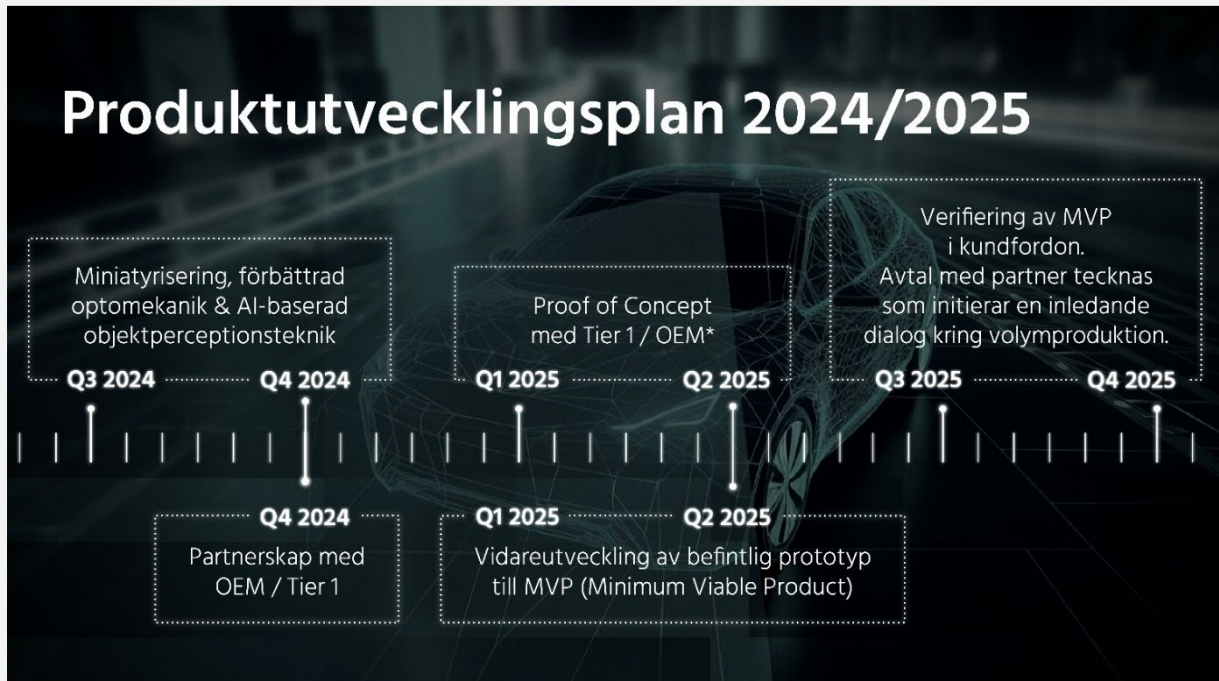 Produktutvecklingsplan 2024/2025
Miniatyrisering, förbättrad
optomekanik & AI-baserad
objektperceptionsteknik
Q3 2024 Q4 2024
Proof of Concept
med Tier 1 / OEM*
Q1 2025 Q2 2025
Verifiering av MVP
i kundfordon.
Avtal med partner tecknas
som initierar en inledande
dialog kring volymproduktion.
Q3 2025 Q4 2025
Q4 2024
Partnerskap med
OEM / Tier 1
Q1 2025 Q2 2025
Vidareutveckling av befintlig prototyp
till MVP (Minimum Viable Product)